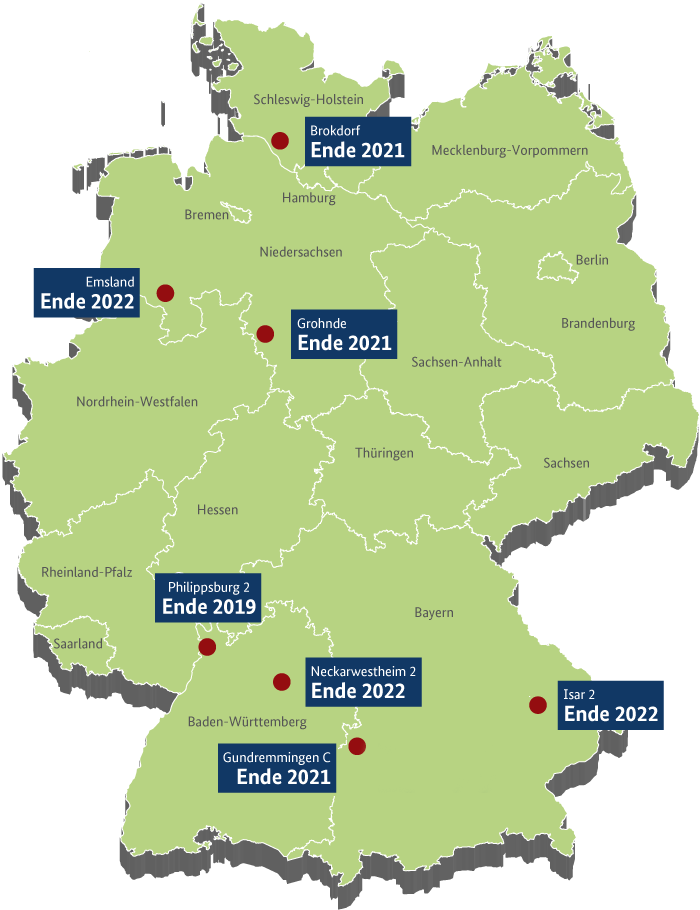 Schleswig-Holstein
Brokdorf
Ende 2021
Mecklenburg-Vorpommern
Hamburg
Bremen
Niedersachsen
Berlin
Emsland
Ende 2022
Grohnde
Ende 2021
Brandenburg
Sachsen-Anhalt
Nordrhein-Westfalen
Thüringen
Sachsen
Hessen
Rheinland-Pfalz
Philippsburg 2
Ende 2019
Bayern
Saarland
Neckarwestheim 2
Ende 2022
Isar 2
Ende 2022
Baden-Württemberg
Gundremmingen C
Ende 2021